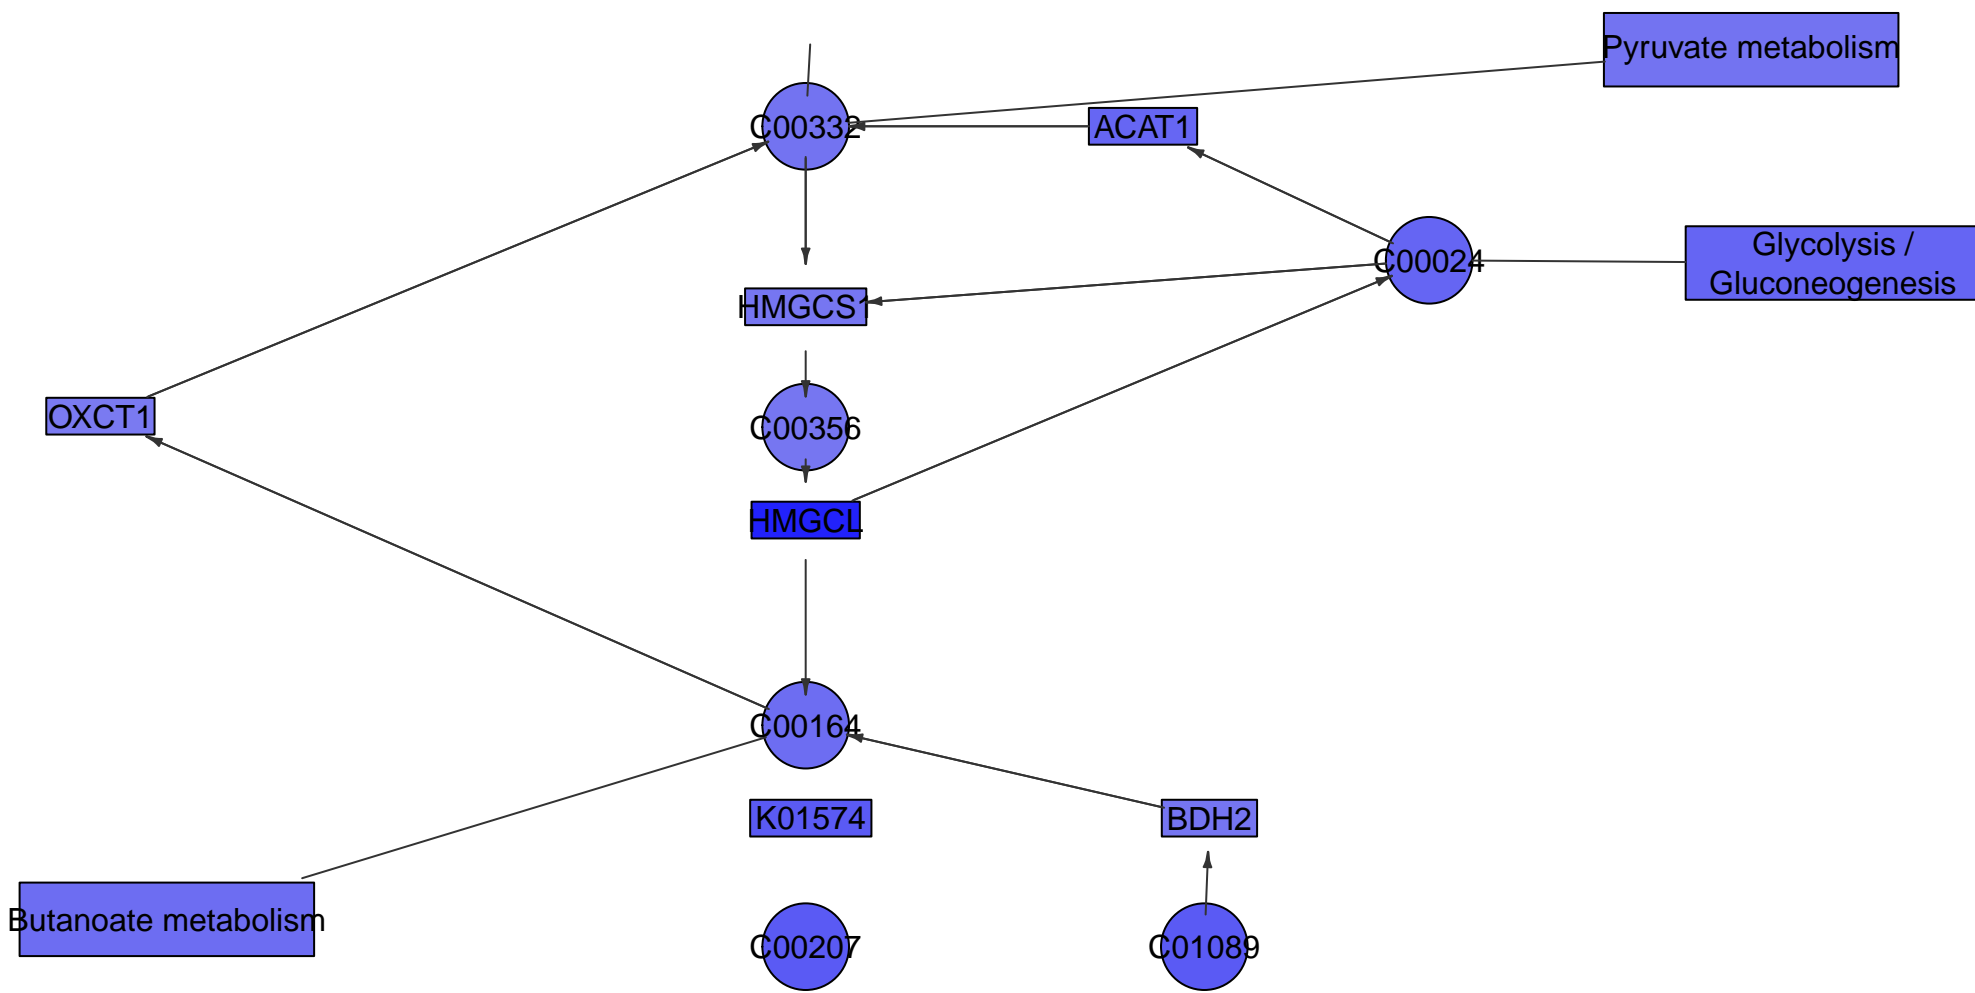 Pyruvate metabolism
C00332
ACAT1
Glycolysis /
Gluconeogenesis
C00024
HMGCS1
OXCT1
C00356
HMGCL
C00164
K01574
BDH2
Butanoate metabolism
C00207
C01089